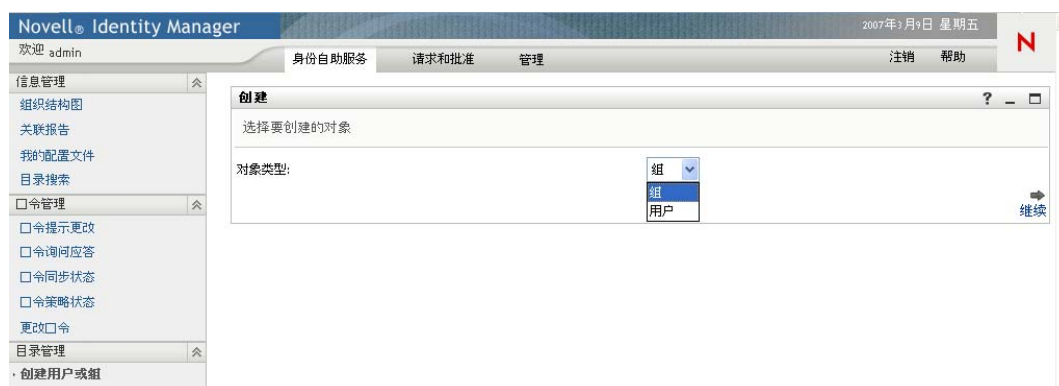 Novell® Identity Manager
2007年3月9日 星期五
N
欢迎 admin
身份自助服务 请求和批准 管理
注销 帮助
信息管理
组织结构图
关联报告
我的配置文件
目录搜索
口令管理
口令提示更改
口令询问应答
口令同步状态
口令策略状态
更改口令
目录管理
· 创建用户或组
创建
? _ □
选择要创建的对象
对象类型:
组
组
用户
继续